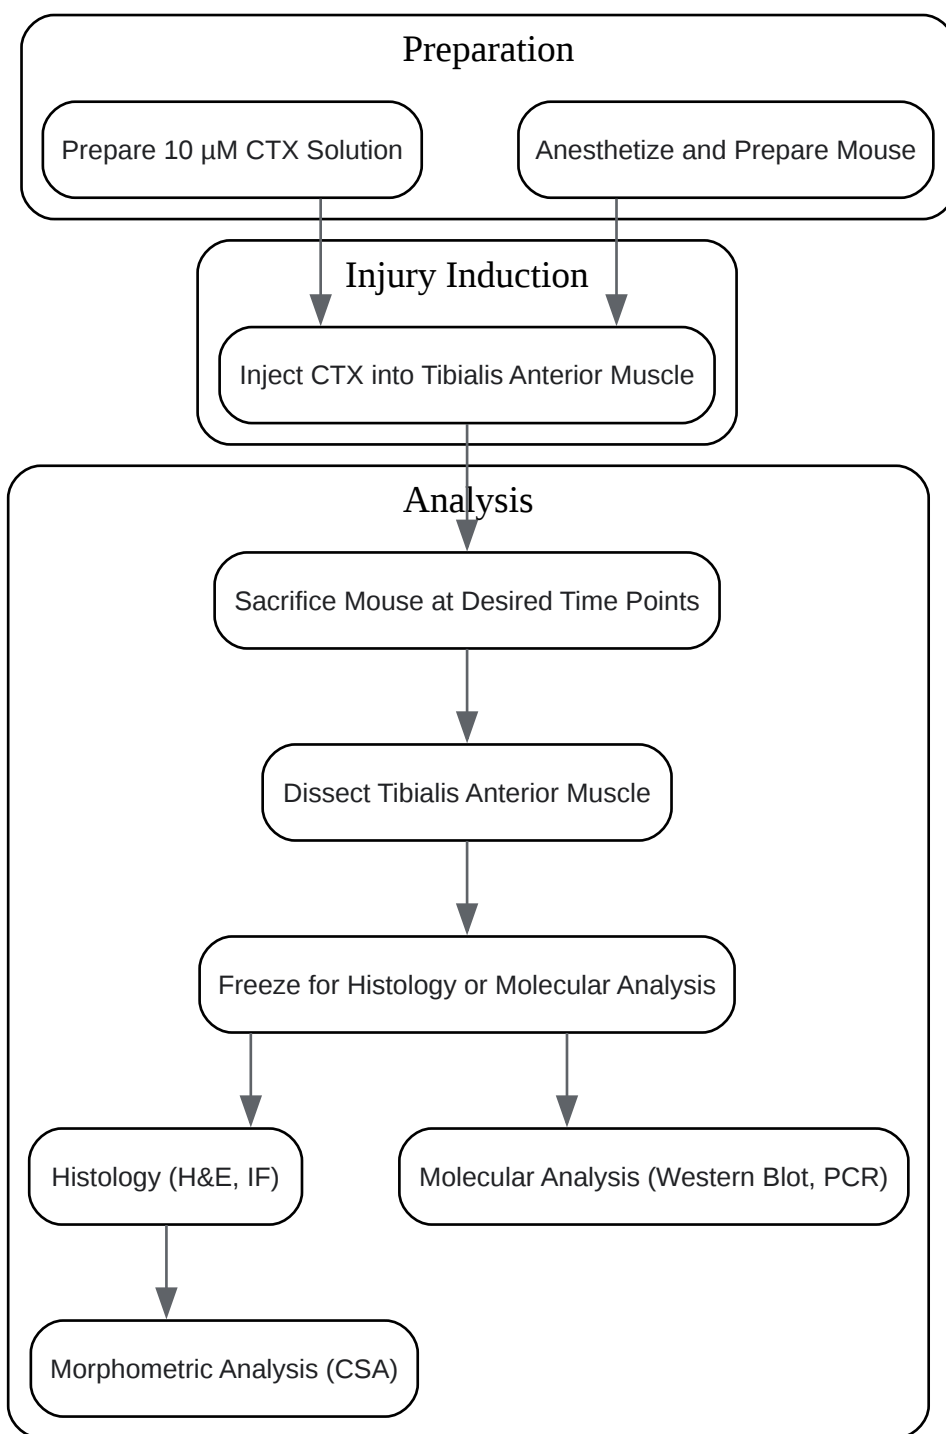 Preparation
Prepare 10 µM CTX Solution
Anesthetize and Prepare Mouse
Injury Induction
Inject CTX into Tibialis Anterior Muscle
Analysis
Sacrifice Mouse at Desired Time Points
Dissect Tibialis Anterior Muscle
Freeze for Histology or Molecular Analysis
Histology (H&E, IF)
Molecular Analysis (Western Blot, PCR)
Morphometric Analysis (CSA)